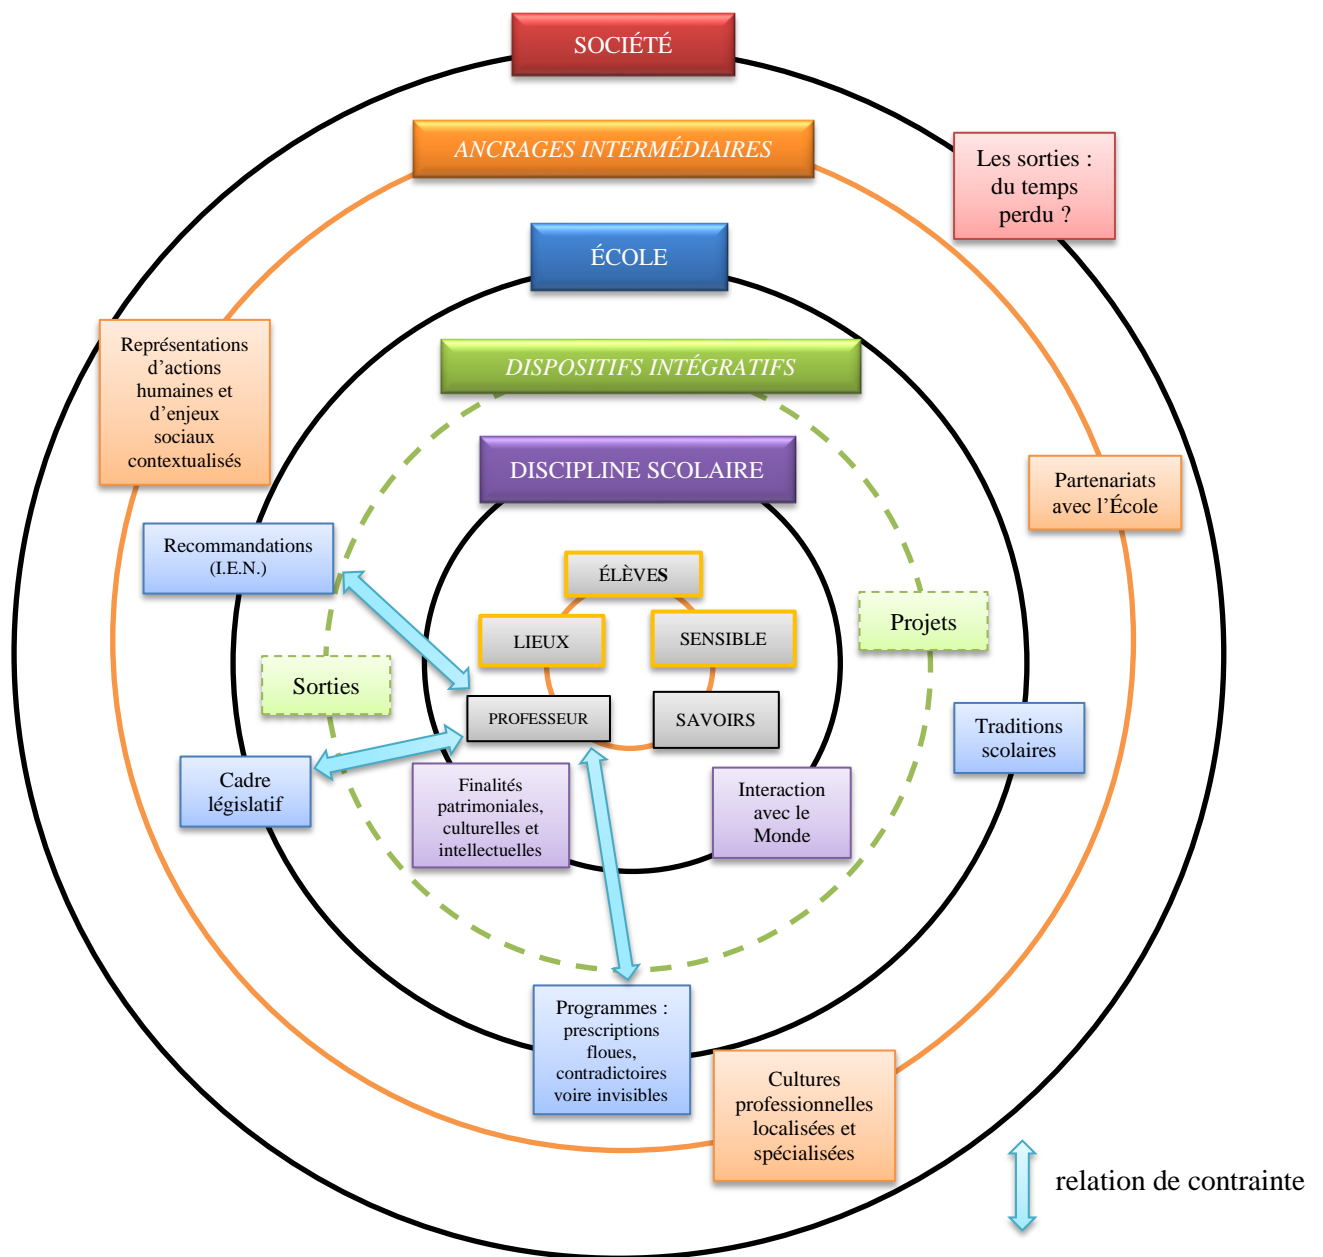 SOCIÉTÉ
ANCRAGES INTERMÉDIAIRES
Les sorties :
du temps
perdu ?
ÉCOLE
Représentations
d’actions
humaines et
d’enjeux
sociaux
contextualisés
DISPOSITIFS INTÉGRATIFS
DISCIPLINE SCOLAIRE
Partenariats
avec l’École
Recommandations
(I.E.N.)
ÉLÈVES
LIEUX
SENSIBLE
Projets
Sorties
PROFESSEUR
SAVOIRS
Traditions
scolaires
Cadre
législatif
Finalités
patrimoniales,
culturelles et
intellectuelles
Interaction
avec le
Monde
Programmes :
prescriptions
floues,
contradictoires
voire invisibles
Cultures
professionnelles
localisées et
spécialisées
relation de contrainte